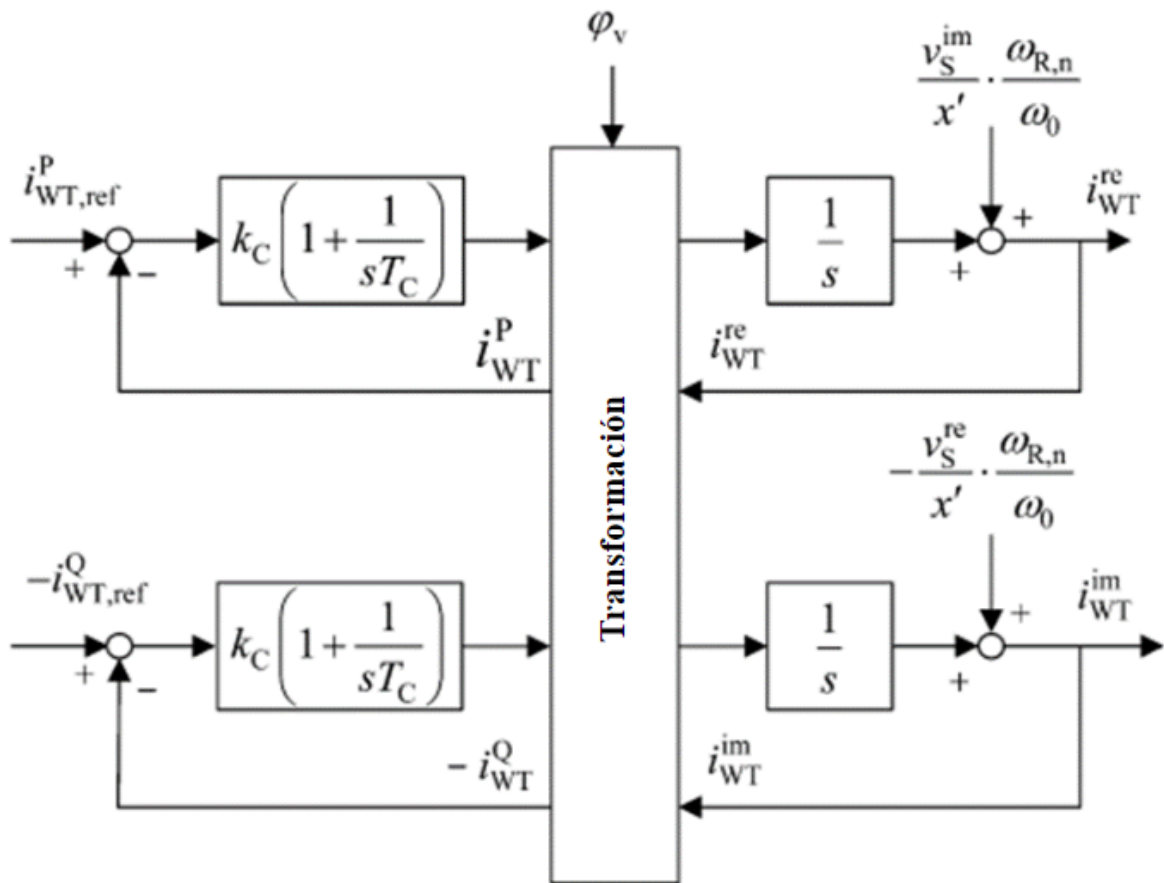 φ_v
v_S^im / x' · ω_R,n / ω_0
i_WT,ref^P
+
−
k_C (1 + 1 / sT_C)
1 / s
+
+
i_WT^re
i_WT^P
i_WT^re
Transformación
−v_S^re / x' · ω_R,n / ω_0
−i_WT,ref^Q
+
−
k_C (1 + 1 / sT_C)
1 / s
+
+
i_WT^im
− i_WT^Q
i_WT^im